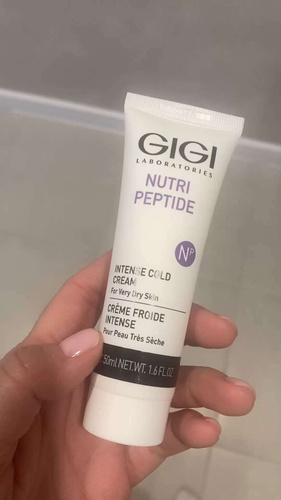 GIGI
LABORATORIES
NUTRI
PEPTIDE
NP
INTENSE COLD
CREAM
For Very Dry Skin
CRÈME FROIDE
INTENSE
Pour Peau Très Sèche
50ml NET.WT. 1.6 FL.OZ